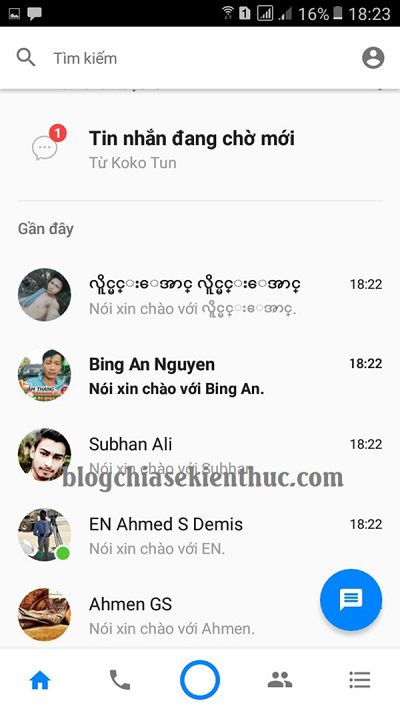 16% 18:23
Tìm kiếm
1
Tin nhắn đang chờ mới
Từ Koko Tun
Gần đây
လိူင္မင္းေအာင္ လိူင္မင္းေအာင္ 18:22
Nói xin chào với လိူင္မင္းေအာင္.
Bing An Nguyen 18:22
Nói xin chào với Bing An.
Subhan Ali 18:22
Nói xin chào với Subhan.
blogchiasekienthuc.com
EN Ahmed S Demis 18:22
Nói xin chào với EN.
Ahmen GS
Nói xin chào với Ahmen.